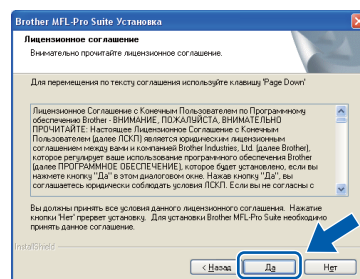 Brother MFL-Pro Suite Установка
Лицензионное соглашение
Внимательно прочитайте лицензионное соглашение.
Для перемещения по тексту соглашения используйте клавишу 'Page Down'
Лицензионное Соглашение с Конечным Пользователем по Программному
обеспечению Brother - ВНИМАНИЕ, ПОЖАЛУЙСТА, ВНИМАТЕЛЬНО
ПРОЧИТАЙТЕ: Настоящее Лицензионное Соглашение с Конечным
Пользователем (далее ЛСКП) является юридическим лицензионным
соглашением между вами и компанией Brother Industries, Ltd. (далее Brother),
которое регулирует ваше использование программного обеспечения Brother
(далее ПРОГРАММНОЕ ОБЕСПЕЧЕНИЕ), которое будет установлено, если вы
нажмете кнопку "Да" в этом диалоговом окне. Нажав кнопку "Да", вы
соглашаетесь юридически соблюдать условия ЛСКП. Если вы не согласны с
Вы должны принять все условия данного лицензионного соглашения. Нажатие
кнопки 'Нет' прервет установку. Для установки Brother MFL-Pro Suite необходимо
принять данное соглашение.
InstallShield
< Назад Да Нет